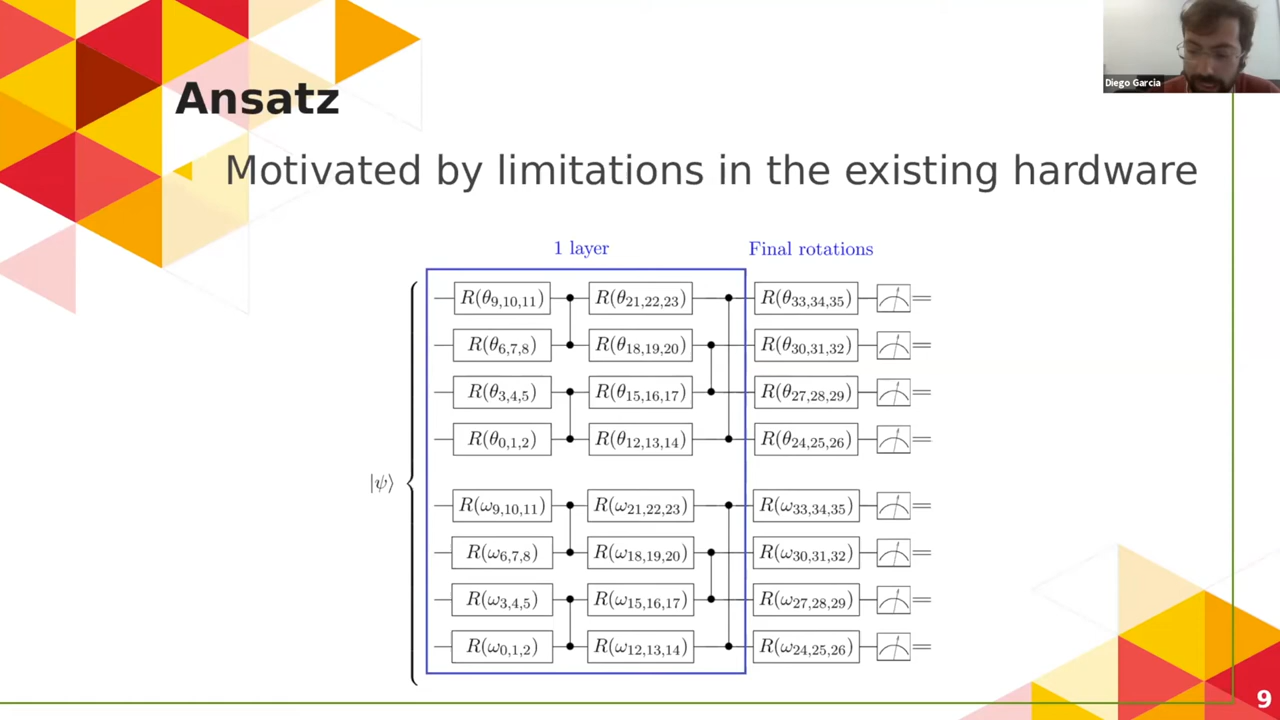 Diego Garcia
Ansatz
Motivated by limitations in the existing hardware
1 layer Final rotations
R(θ9,10,11) R(θ21,22,23) R(θ33,34,35)
R(θ6,7,8) R(θ18,19,20) R(θ30,31,32)
R(θ3,4,5) R(θ15,16,17) R(θ27,28,29)
R(θ0,1,2) R(θ12,13,14) R(θ24,25,26)
|ψ⟩
R(ω9,10,11) R(ω21,22,23) R(ω33,34,35)
R(ω6,7,8) R(ω18,19,20) R(ω30,31,32)
R(ω3,4,5) R(ω15,16,17) R(ω27,28,29)
R(ω0,1,2) R(ω12,13,14) R(ω24,25,26)
9